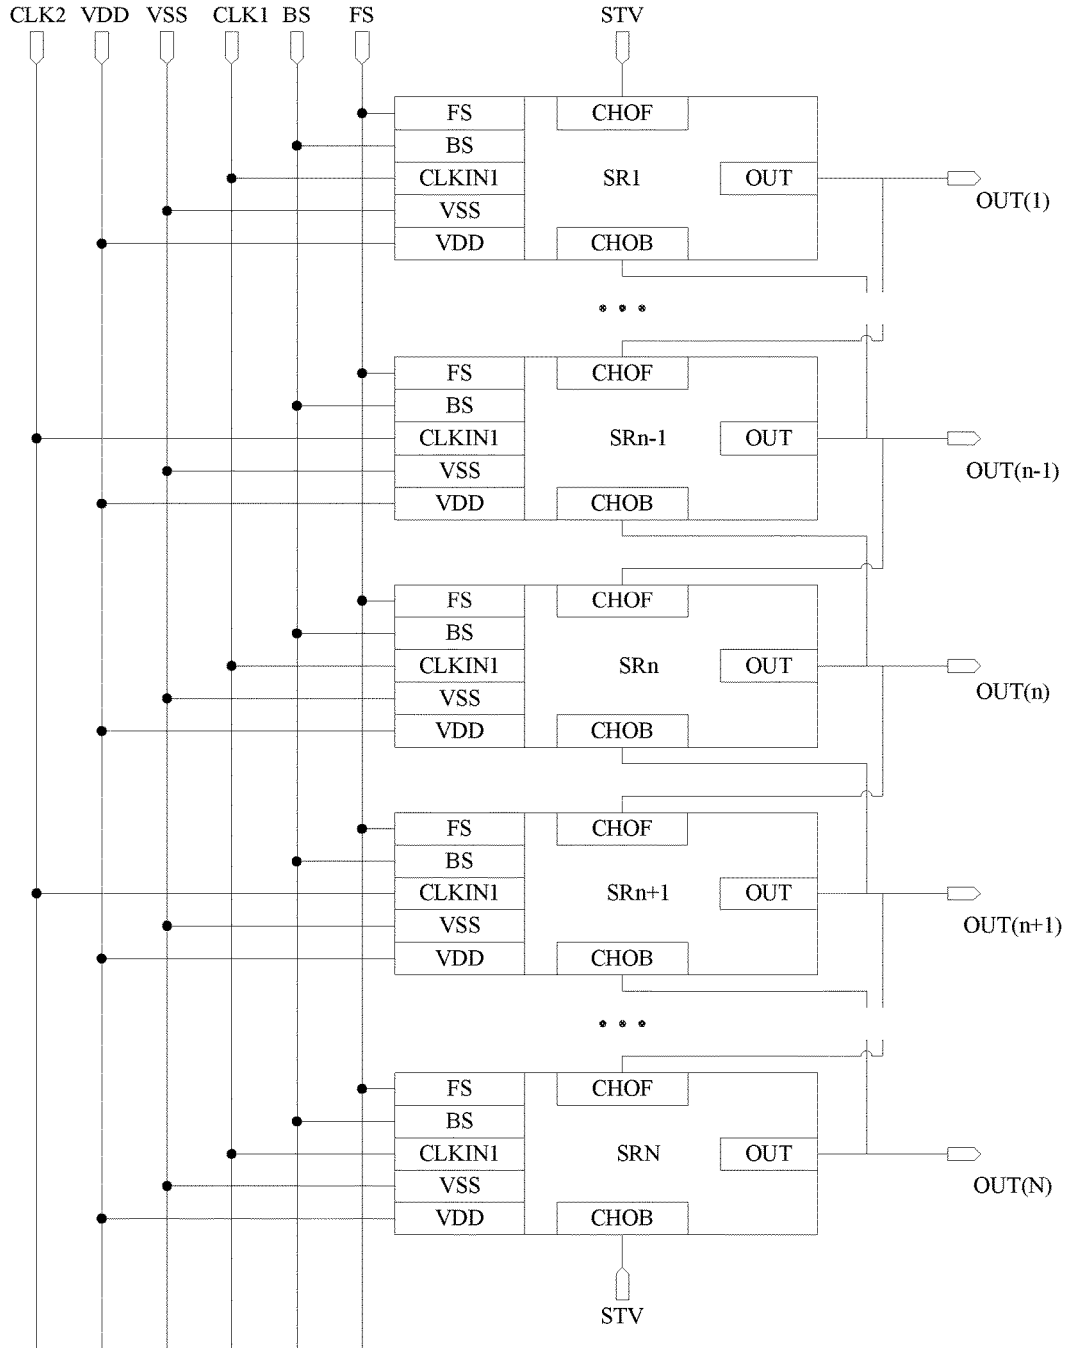 CLK2 VDD VSS CLK1 BS FS STV
FS CHOF
BS
CLKIN1 SR1 OUT
VSS
OUT(1)
VDD CHOB
FS CHOF
BS
CLKIN1 SRn-1 OUT
VSS
OUT(n-1)
VDD CHOB
FS CHOF
BS
CLKIN1 SRn OUT
VSS
OUT(n)
VDD CHOB
FS CHOF
BS
CLKIN1 SRn+1 OUT
VSS
OUT(n+1)
VDD CHOB
FS CHOF
BS
CLKIN1 SRN OUT
VSS
OUT(N)
VDD CHOB
STV